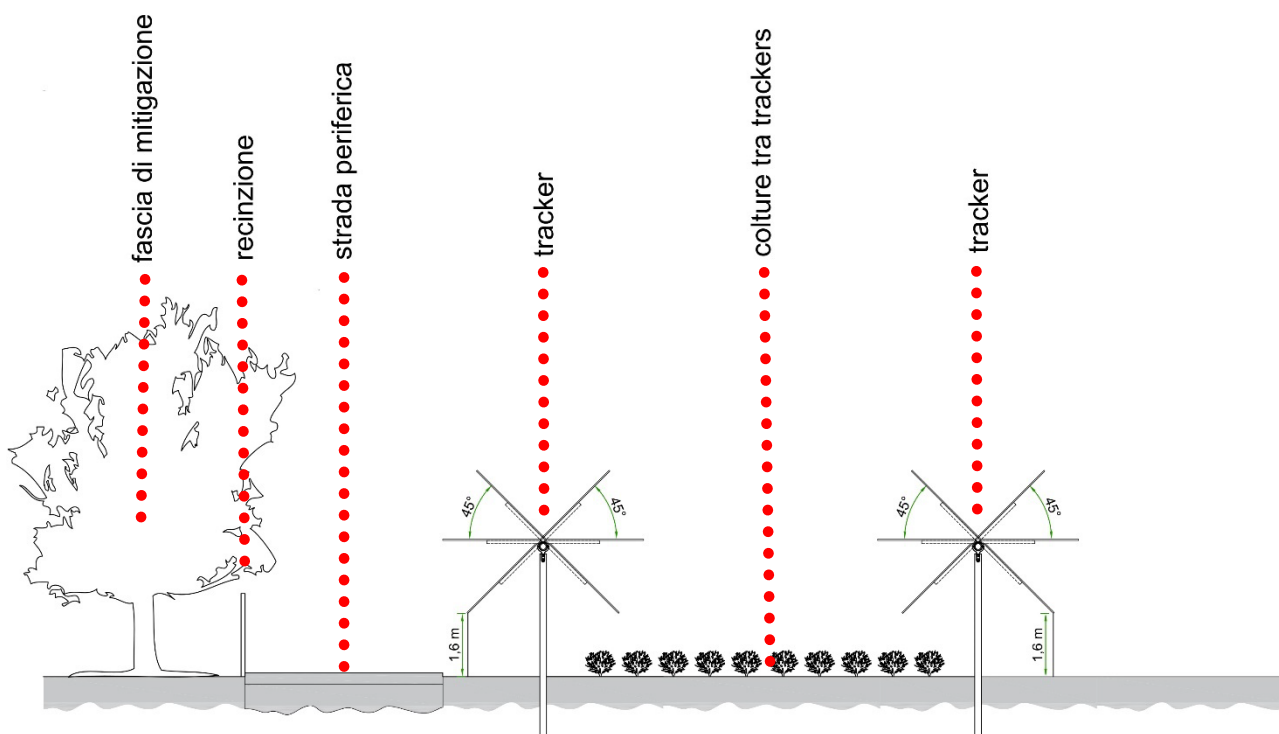 fascia di mitigazione
recinzione
strada periferica
tracker
colture tra trackers
tracker
45°
45°
45°
45°
1,6 m
1,6 m